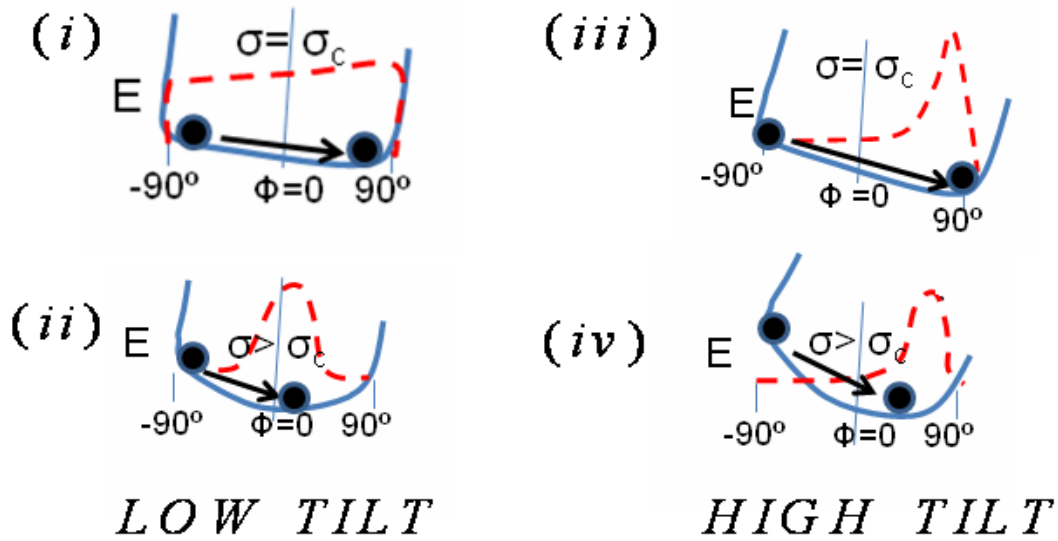 (i)
σ= σc
E
-90º
Φ=0
90º
(ii)
E
σ> σc
-90º
Φ=0
90º
LOW TILT
(iii)
σ= σc
E
-90º
Φ=0
90º
(iv)
E
σ> σc
-90º
Φ=0
90º
HIGH TILT